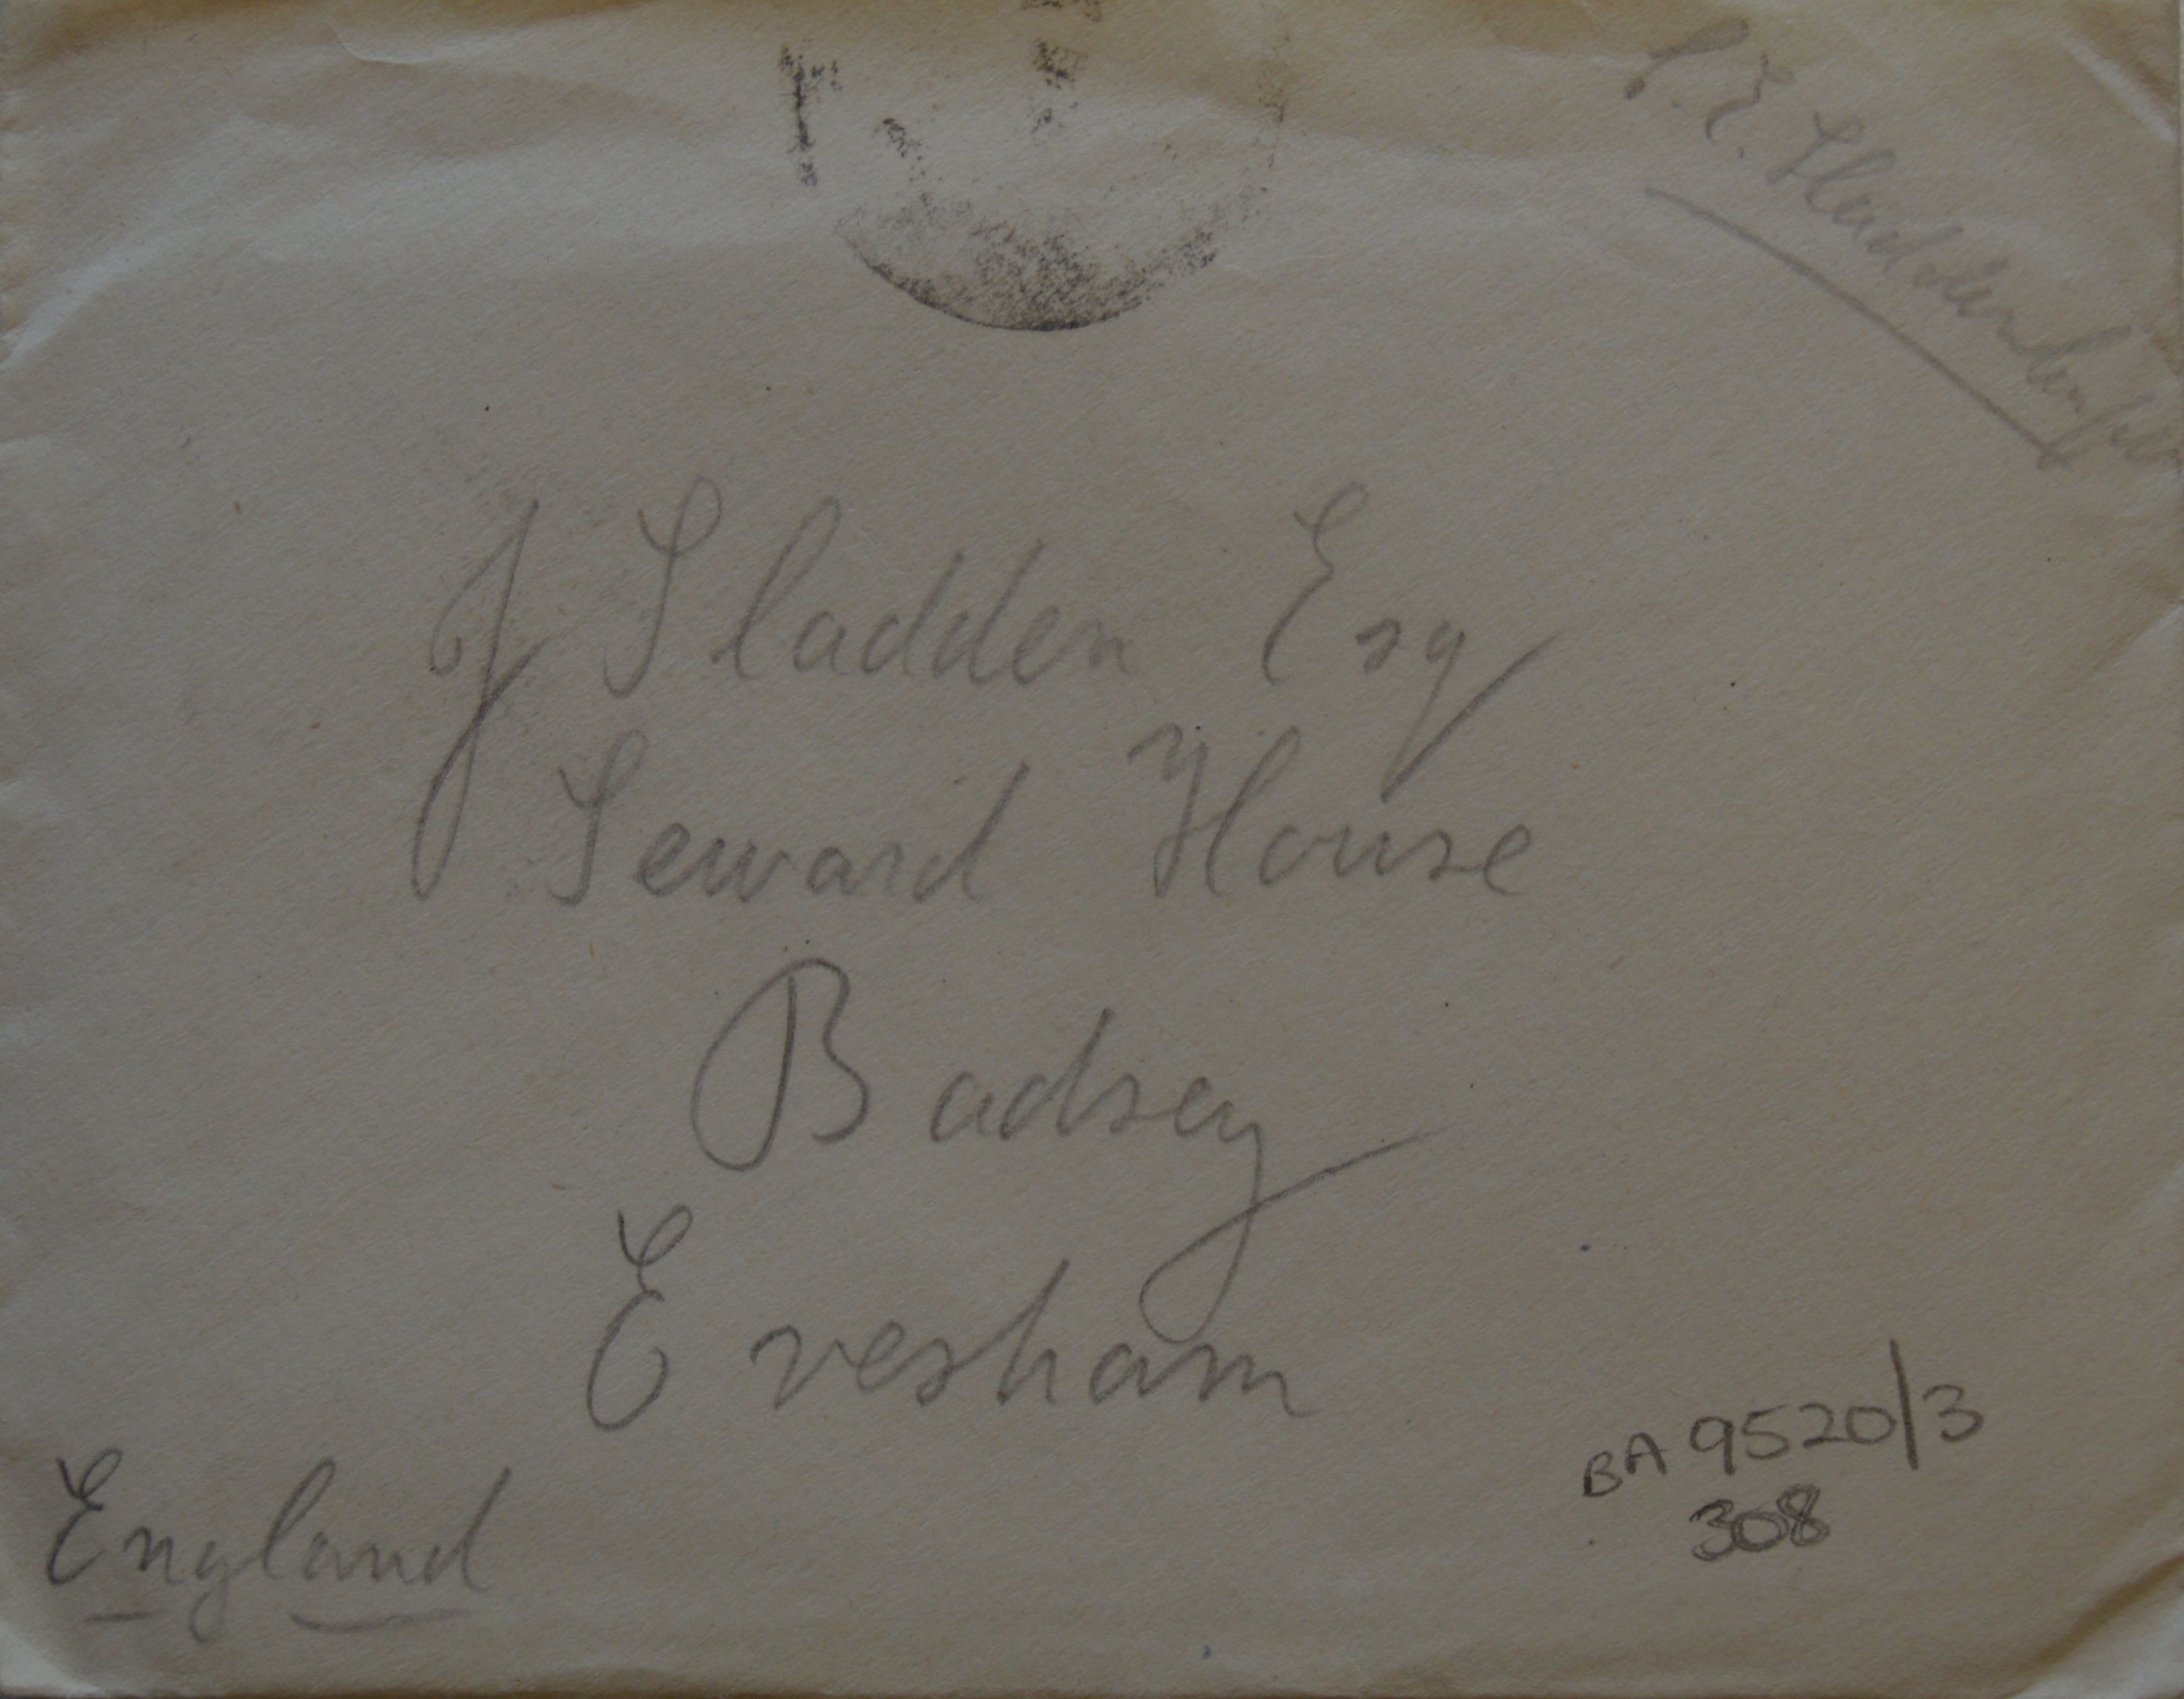 J Sladden Esq
Seward House
Badsey
Evesham
England
BA 9520/3
308